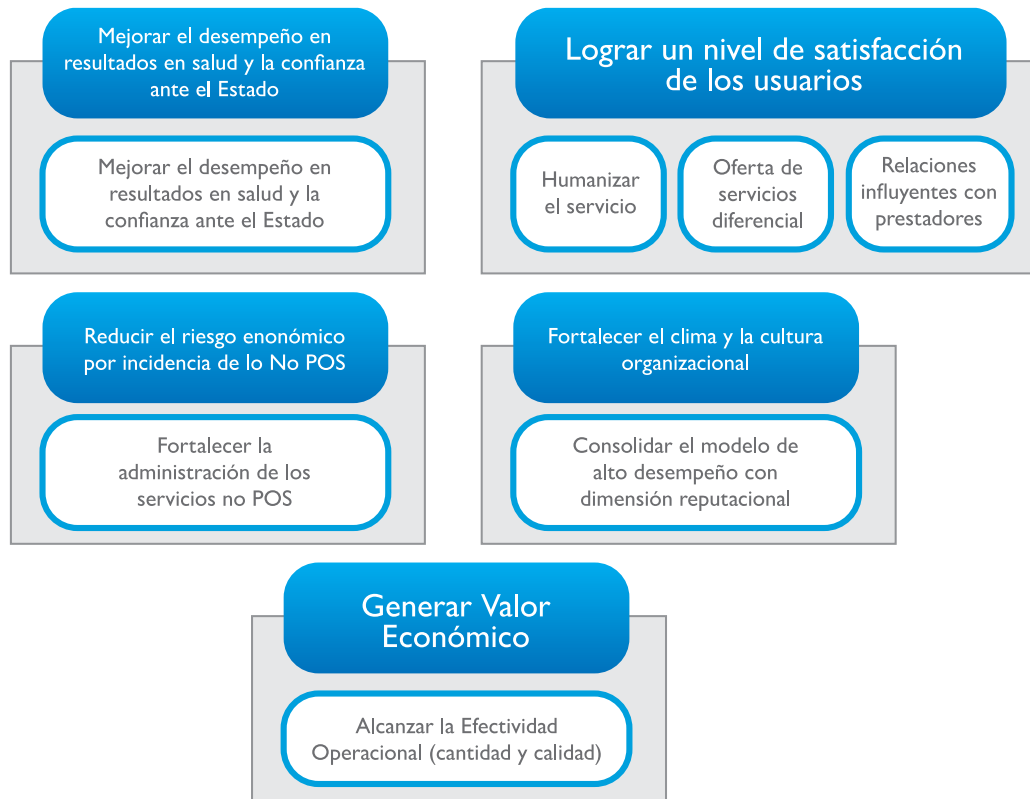 Mejorar el desempeño en
resultados en salud y la confianza
ante el Estado
Mejorar el desempeño en
resultados en salud y la
confianza ante el Estado
Lograr un nivel de satisfacción
de los usuarios
Humanizar
el servicio
Oferta de
servicios
diferencial
Relaciones
influyentes con
prestadores
Reducir el riesgo enonómico
por incidencia de lo No POS
Fortalecer la
administración de los
servicios no POS
Fortalecer el clima y la cultura
organizacional
Consolidar el modelo de
alto desempeño con
dimensión reputacional
Generar Valor
Económico
Alcanzar la Efectividad
Operacional (cantidad y calidad)